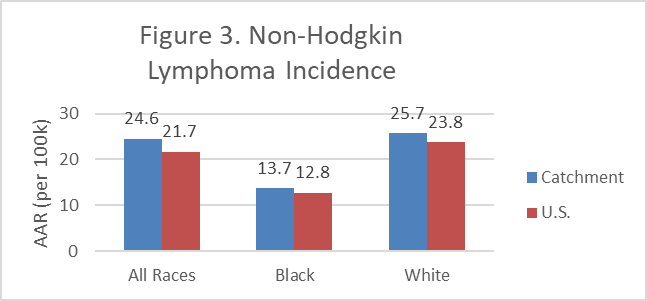 Figure 3. Non-Hodgkin
Lymphoma Incidence
AAR (per 100k)
30
20
10
0
24.6
21.7
13.7
12.8
25.7
23.8
All Races
Black
White
Catchment
U.S.